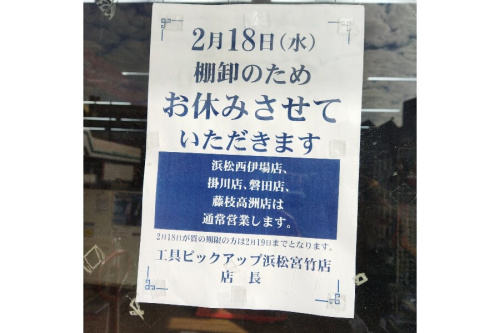 2月18日(水)
棚卸のため
お休みさせて
いただきます
浜松西伊場店、
掛川店、磐田店、
藤枝高洲店は
通常営業します。
2月18日が質の期限の方は2月19日までとなります。
工具ピックアップ浜松宮竹店
店 長